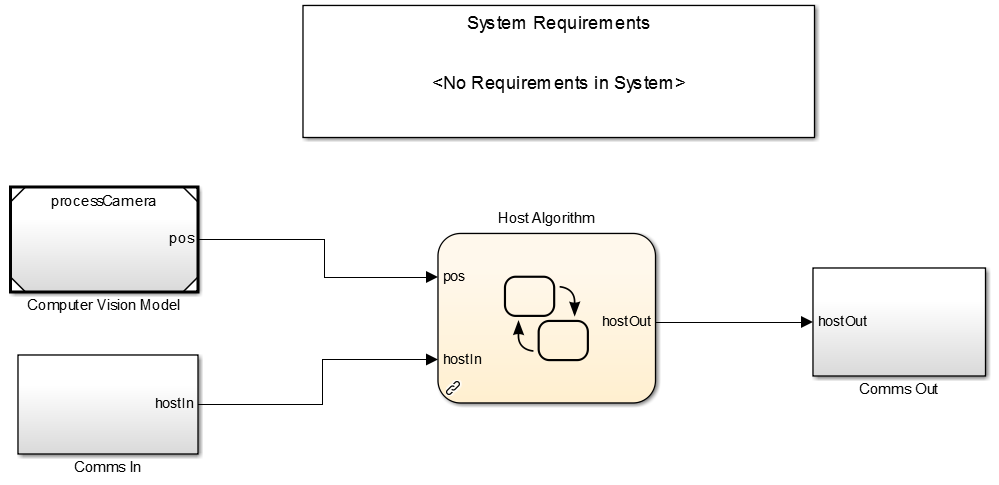 System Requirements
<No Requirements in System>
processCamera
pos
Computer Vision Model
hostIn
Comms In
Host Algorithm
pos
hostIn
hostOut
hostOut
Comms Out